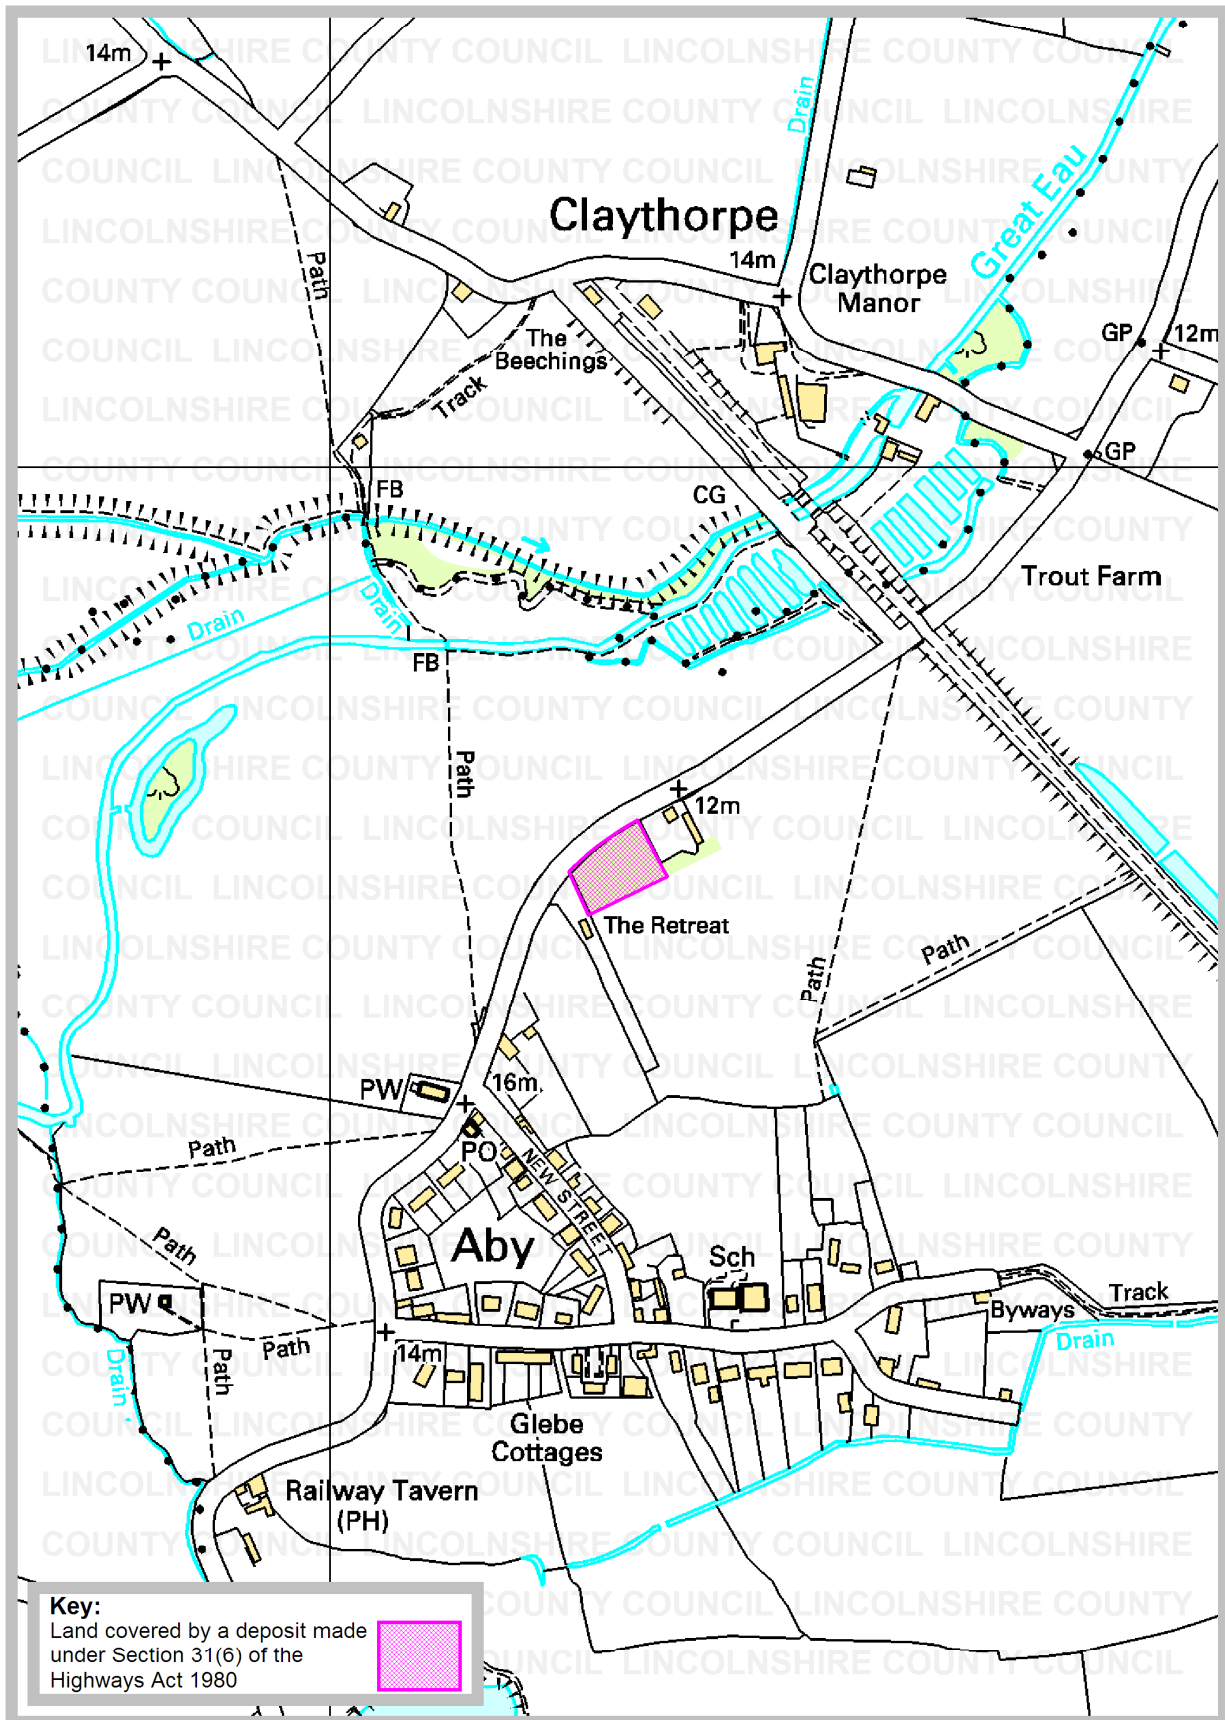 14m
Drain
Great Eau
Claythorpe
14m
Claythorpe
Manor
Path
The
Beechings
Track
GP
12m
GP
FB
CG
Trout Farm
Drain
Drain
FB
Path
12m
The Retreat
Path
Path
PW
16m
PO
NEW STREET
Path
Path
Aby
Sch
PW
Path
Path
14m
Byways
Track
Drain
Drain
Glebe
Cottages
Railway Tavern
(PH)
Key:
Land covered by a deposit made
under Section 31(6) of the
Highways Act 1980
LINCOLNSHIRE COUNTY COUNCIL